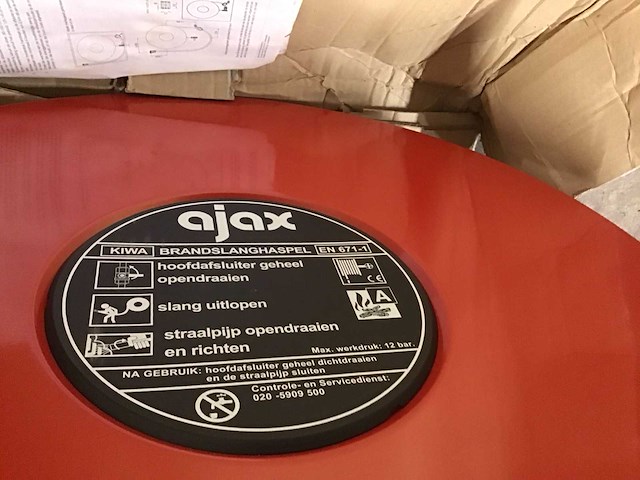 ajax
KIWA BRANDSLANGHASPEL EN 671-1
hoofdafsluiter geheel
opendraaien
CE
slang uitlopen
A
straalpijp opendraaien
en richten
Max. werkdruk: 12 bar.
NA GEBRUIK: hoofdafsluiter geheel dichtdraaien
en de straalpijp sluiten
Controle- en Servicedienst:
020 -5909 500